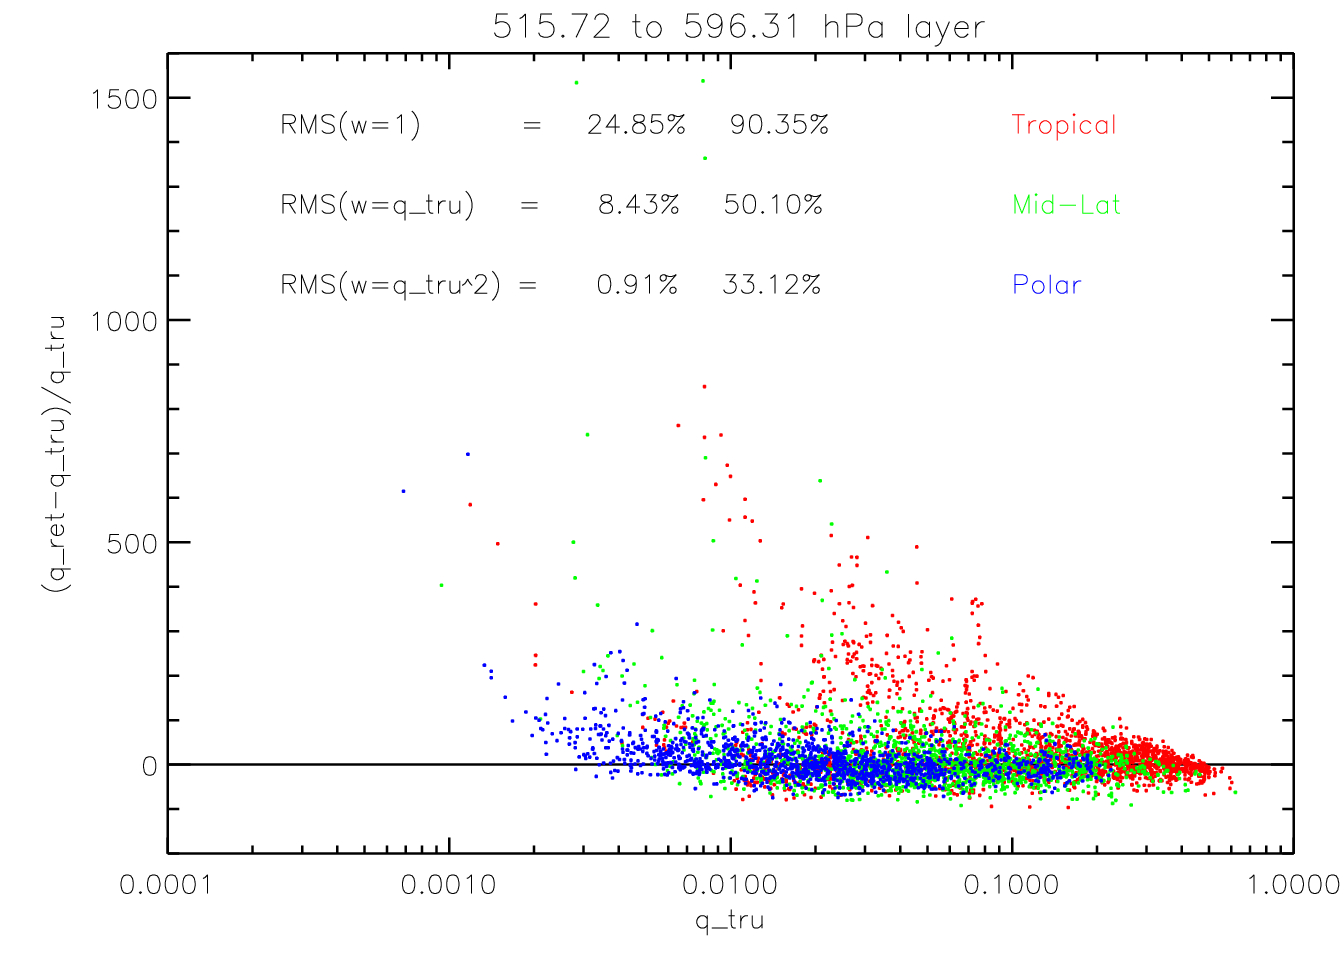 515.72 to 596.31 hPa layer
1500
RMS(w=1) = 24.85% 90.35% Tropical
RMS(w=q_tru) = 8.43% 50.10% Mid-Lat
RMS(w=q_tru^2) = 0.91% 33.12% Polar
1000
(q_ret-q_tru)/q_tru
500
0
0.0001 0.0010 0.0100 0.1000 1.0000
q_tru